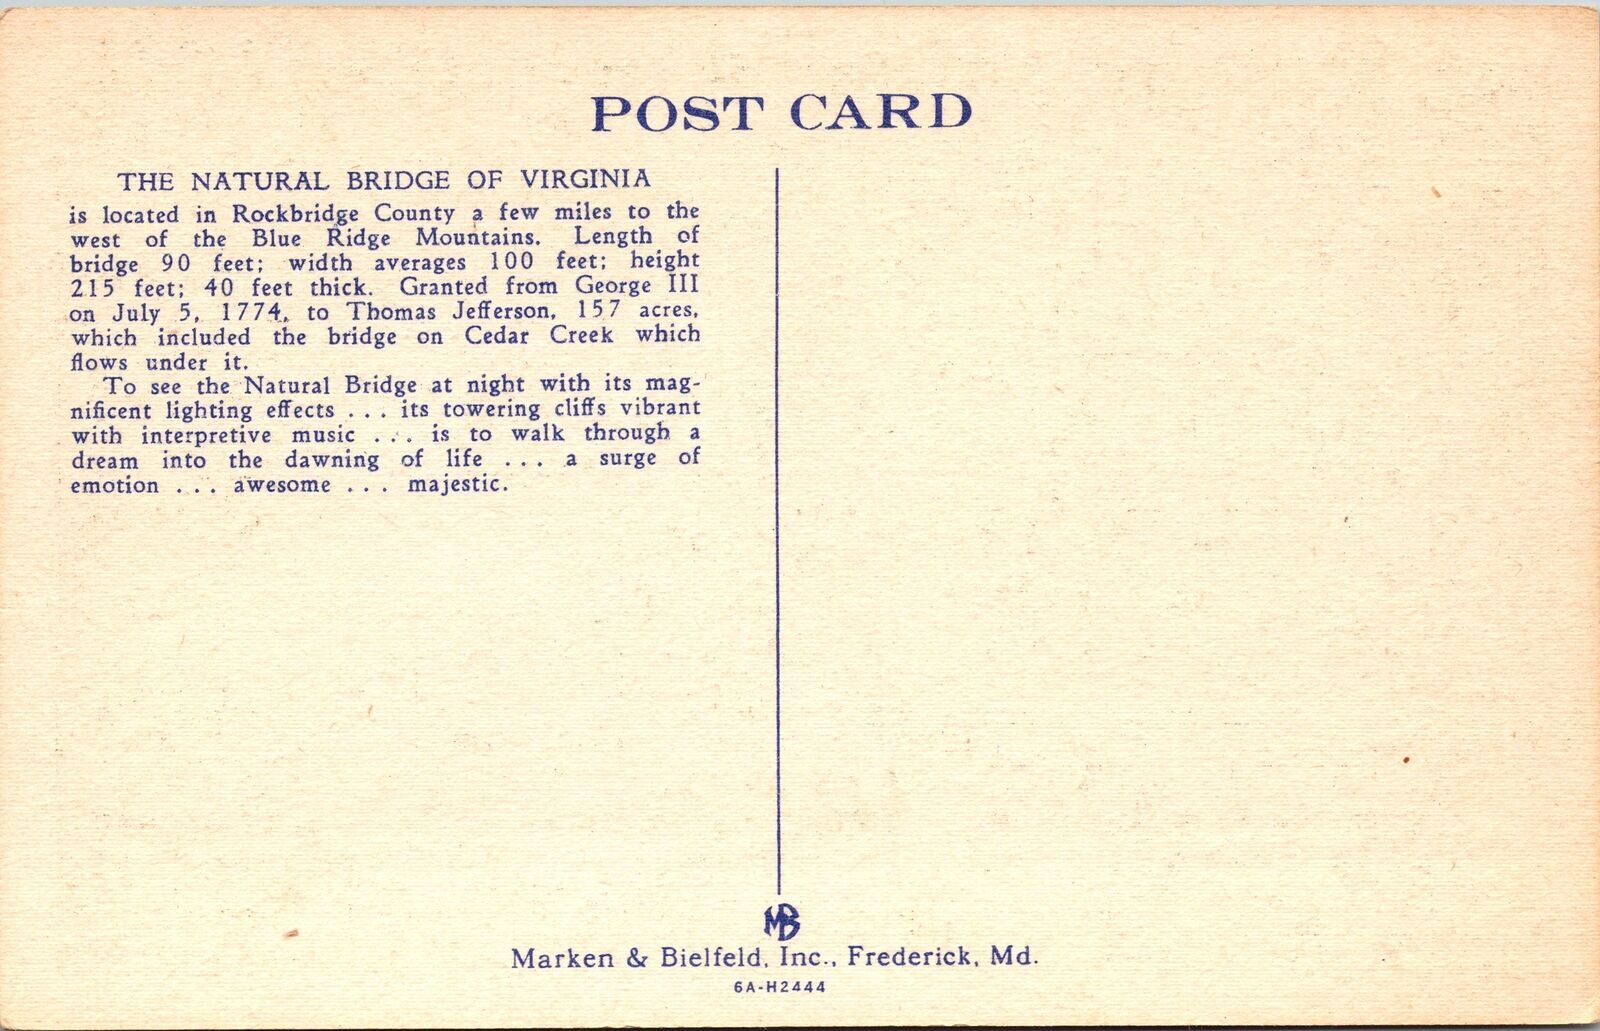 POST CARD
THE NATURAL BRIDGE OF VIRGINIA
is located in Rockbridge County a few miles to the
west of the Blue Ridge Mountains. Length of
bridge 90 feet; width averages 100 feet; height
215 feet; 40 feet thick. Granted from George III
on July 5, 1774, to Thomas Jefferson, 157 acres,
which included the bridge on Cedar Creek which
flows under it.
To see the Natural Bridge at night with its mag-
nificent lighting effects . . . its towering cliffs vibrant
with interpretive music . . . is to walk through a
dream into the dawning of life . . . a surge of
emotion . . . awesome . . . majestic.
MB
Marken & Bielfeld, Inc., Frederick, Md.
6A-H2444